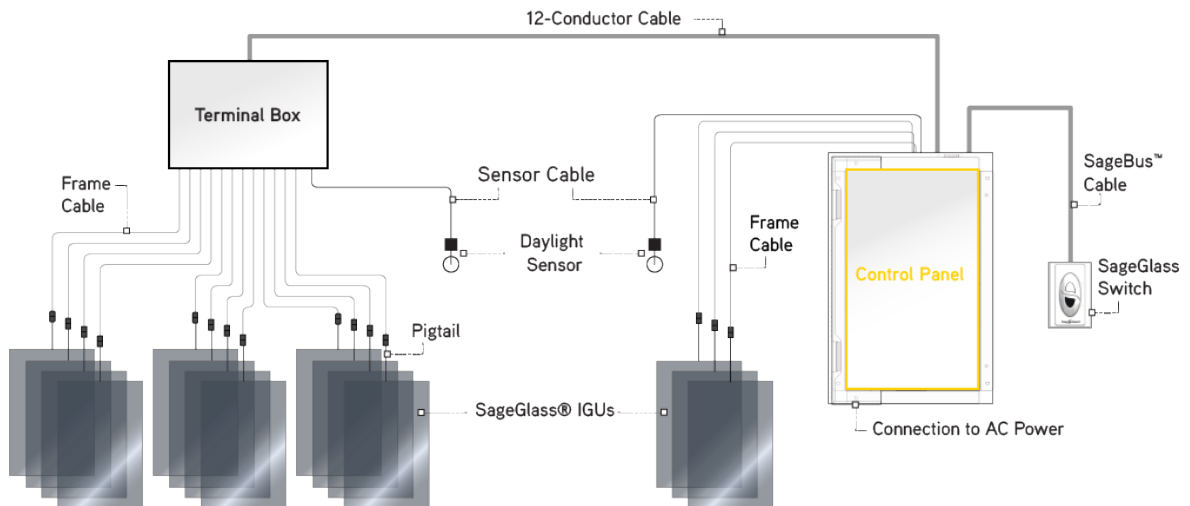 12-Conductor Cable
Terminal Box
Frame
Cable
Sensor Cable
SageBus™
Cable
Daylight
Sensor
Frame
Cable
Control Panel
SageGlass
Switch
Pigtail
SageGlass® IGUs
Connection to AC Power